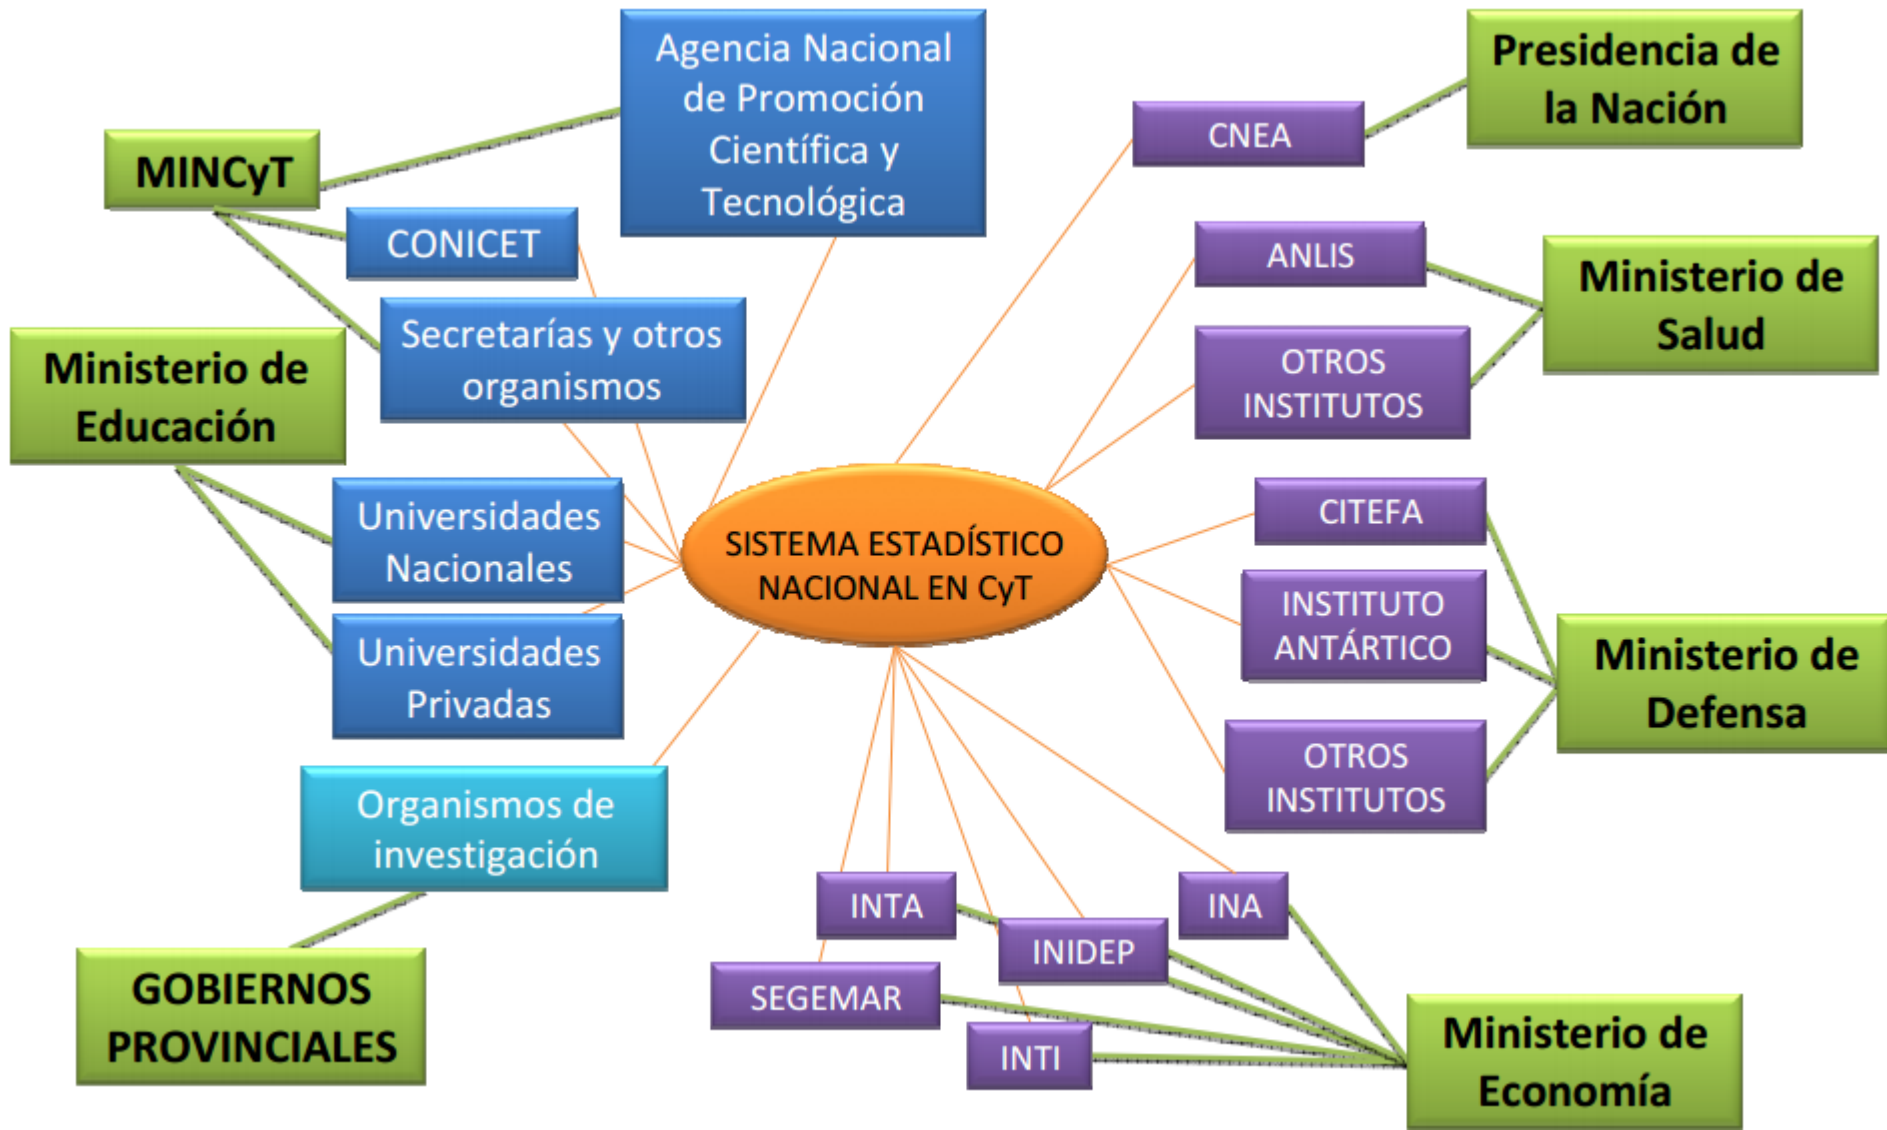 Agencia Nacional
de Promoción
Científica y
Tecnológica
Presidencia de
la Nación
CNEA
MINCyT
CONICET
ANLIS
Ministerio de
Salud
Secretarías y otros
organismos
OTROS
INSTITUTOS
Ministerio de
Educación
Universidades
Nacionales
SISTEMA ESTADÍSTICO
NACIONAL EN CyT
CITEFA
INSTITUTO
ANTÁRTICO
Ministerio de
Defensa
Universidades
Privadas
OTROS
INSTITUTOS
Organismos de
investigación
INTA
INA
INIDEP
SEGEMAR
INTI
GOBIERNOS
PROVINCIALES
Ministerio de
Economía